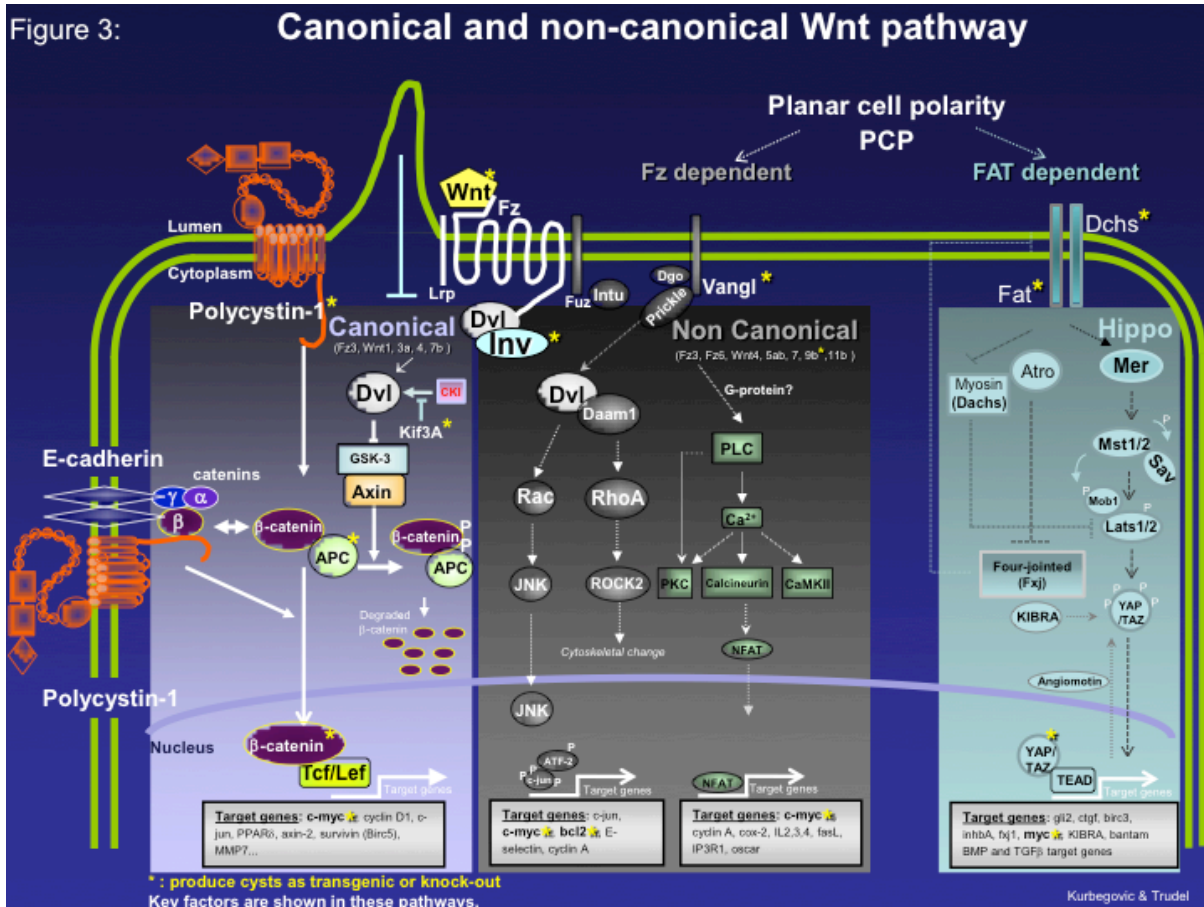 Figure 3:
Canonical and non-canonical Wnt pathway
Planar cell polarity
PCP
Fz dependent
FAT dependent
Wnt*
Fz
Lumen
Cytoplasm
Dchs*
Polycystin-1*
Lrp
Fuz
Intu
Dgo
Prickle
Vangl*
Fat*
Canonical
(Fz3, Wnt1, 3a, 4, 7b )
Dvl
Inv*
Non Canonical
(Fz3, Fz6, Wnt4, 5ab, 7, 9b*,11b )
Hippo
Dvl
CKI
Kif3A*
Dvl
Daam1
G-protein?
Myosin
(Dachs)
Atro
Mer
GSK-3
Axin
PLC
P
Mst1/2
Sav
E-cadherin
catenins
γ
α
β
Rac
RhoA
Ca2+
P
Mob1
Lats1/2
β-catenin
APC*
β-catenin
P
P
APC
JNK
ROCK2
PKC
Calcineurin
CaMKII
Four-jointed
(Fxj)
Degraded
β-catenin
Cytoskeletal change
NFAT
KIBRA
P
P
P
P
YAP
/TAZ
Angiomotin
Polycystin-1
JNK
Nucleus
β-catenin*
Tcf/Lef
Target genes
P
ATF-2
P
P
c-jun
P
Target genes
NFAT
Target genes
YAP/
TAZ
*
TEAD
Target genes
Target genes: c-myc* cyclin D1, c-
jun, PPARδ, axin-2, survivin (Birc5),
MMP7...
Target genes: c-jun,
c-myc* bcl2* E-
selectin, cyclin A
Target genes: c-myc*
cyclin A, cox-2, IL2,3,4, fasL,
IP3R1, oscar
Target genes: gli2, ctgf, birc3,
inhbA, fxj1, myc* KIBRA, bantam
BMP and TGFβ target genes
* : produce cysts as transgenic or knock-out
Key factors are shown in these pathways.
Kurbegovic & Trudel